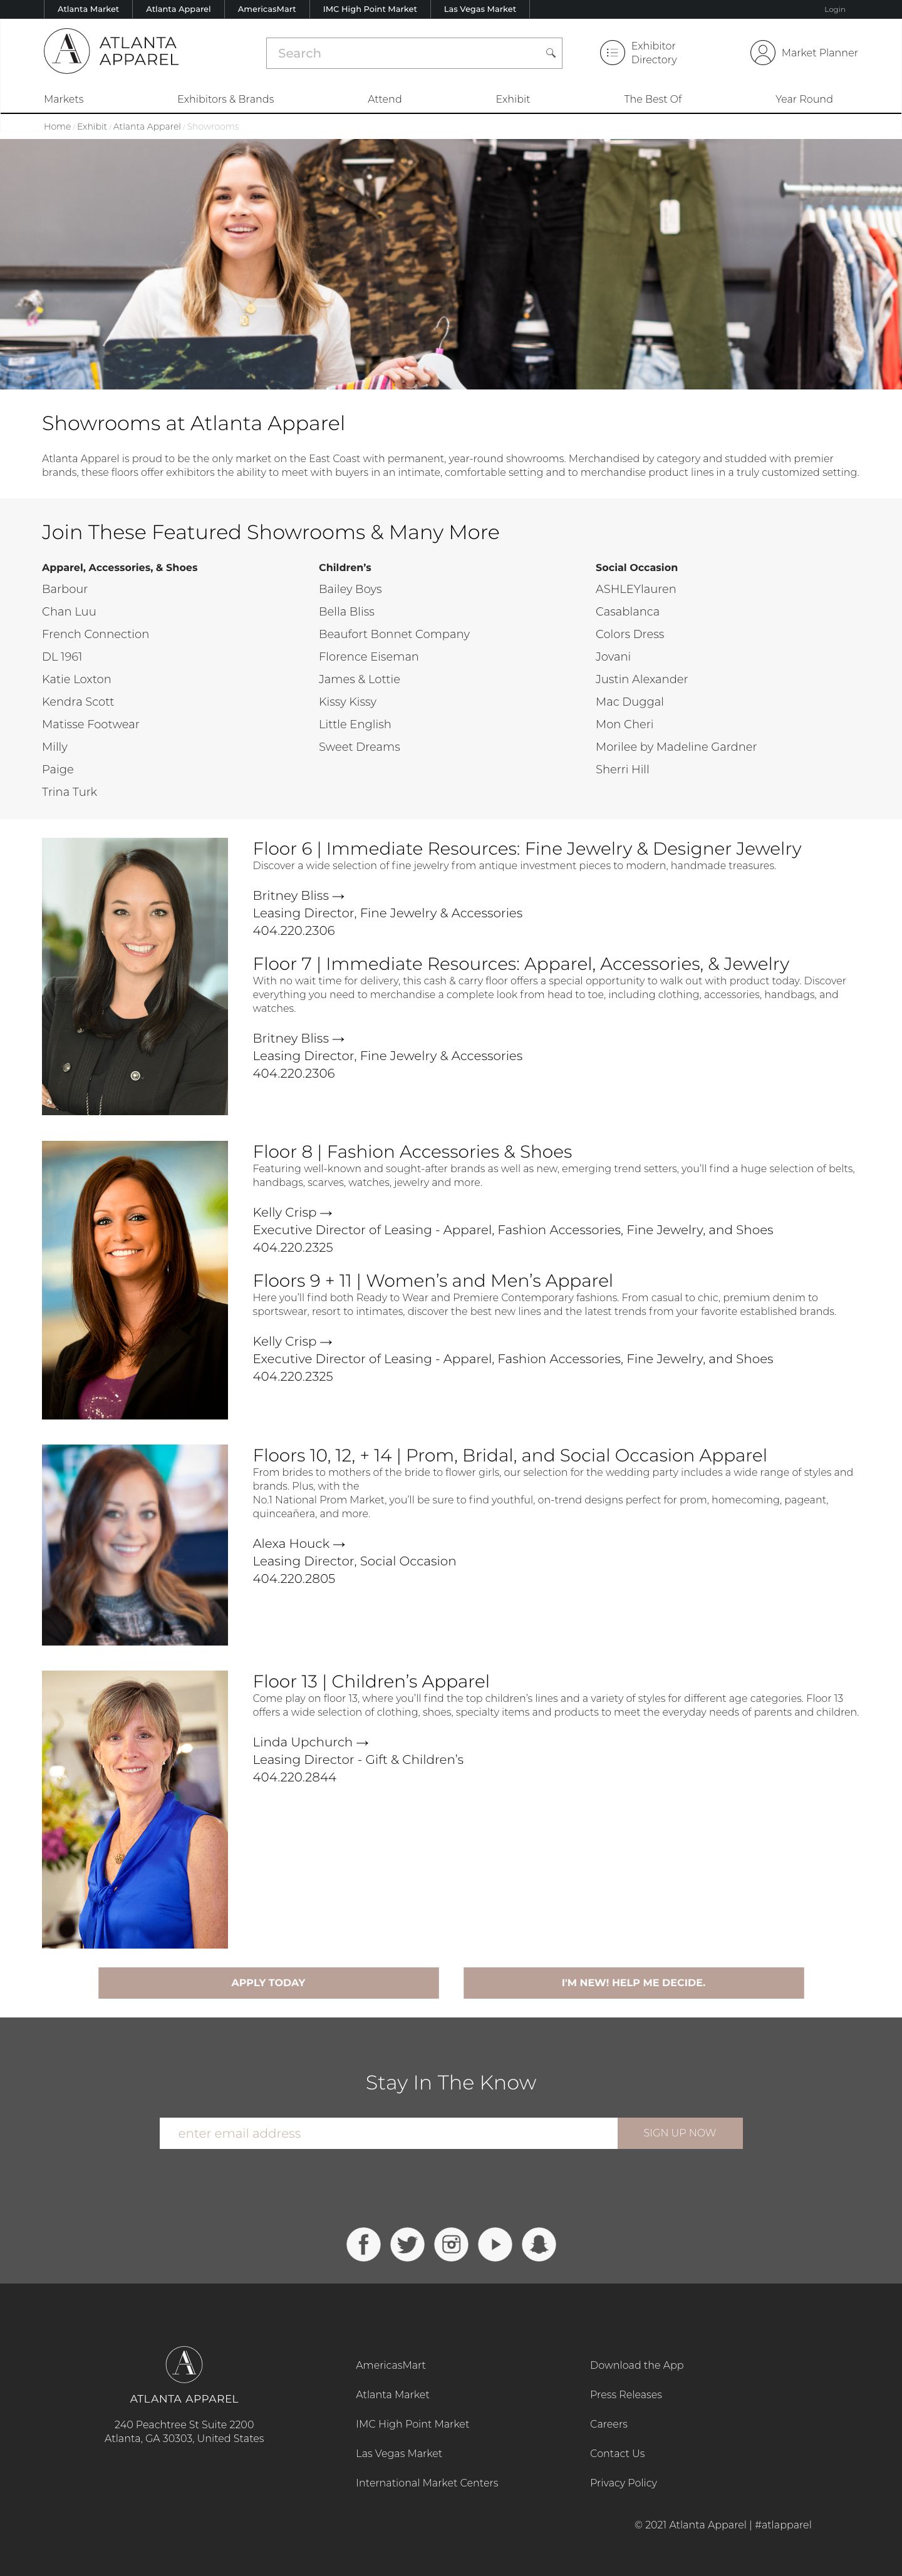 Atlanta Market
Atlanta Apparel
AmericasMart
IMC High Point Market
Las Vegas Market
Login
ATLANTA
APPAREL
Search
Exhibitor
Directory
Market Planner
Markets
Exhibitors & Brands
Attend
Exhibit
The Best Of
Year Round
Home / Exhibit / Atlanta Apparel / Showrooms
Showrooms at Atlanta Apparel
Atlanta Apparel is proud to be the only market on the East Coast with permanent, year-round showrooms. Merchandised by category and studded with premier
brands, these floors offer exhibitors the ability to meet with buyers in an intimate, comfortable setting and to merchandise product lines in a truly customized setting.
Join These Featured Showrooms & Many More
Apparel, Accessories, & Shoes
Barbour
Chan Luu
French Connection
DL 1961
Katie Loxton
Kendra Scott
Matisse Footwear
Milly
Paige
Trina Turk
Children's
Bailey Boys
Bella Bliss
Beaufort Bonnet Company
Florence Eiseman
James & Lottie
Kissy Kissy
Little English
Sweet Dreams
Social Occasion
ASHLEYlauren
Casablanca
Colors Dress
Jovani
Justin Alexander
Mac Duggal
Mon Cheri
Morilee by Madeline Gardner
Sherri Hill
Floor 6 | Immediate Resources: Fine Jewelry & Designer Jewelry
Discover a wide selection of fine jewelry from antique investment pieces to modern, handmade treasures.
Britney Bliss →
Leasing Director, Fine Jewelry & Accessories
404.220.2306
Floor 7 | Immediate Resources: Apparel, Accessories, & Jewelry
With no wait time for delivery, this cash & carry floor offers a special opportunity to walk out with product today. Discover
everything you need to merchandise a complete look from head to toe, including clothing, accessories, handbags, and
watches.
Britney Bliss →
Leasing Director, Fine Jewelry & Accessories
404.220.2306
Floor 8 | Fashion Accessories & Shoes
Featuring well-known and sought-after brands as well as new, emerging trend setters, you'll find a huge selection of belts,
handbags, scarves, watches, jewelry and more.
Kelly Crisp →
Executive Director of Leasing - Apparel, Fashion Accessories, Fine Jewelry, and Shoes
404.220.2325
Floors 9 + 11 | Women's and Men's Apparel
Here you'll find both Ready to Wear and Premiere Contemporary fashions. From casual to chic, premium denim to
sportswear, resort to intimates, discover the best new lines and the latest trends from your favorite established brands.
Kelly Crisp →
Executive Director of Leasing - Apparel, Fashion Accessories, Fine Jewelry, and Shoes
404.220.2325
Floors 10, 12, + 14 | Prom, Bridal, and Social Occasion Apparel
From brides to mothers of the bride to flower girls, our selection for the wedding party includes a wide range of styles and
brands. Plus, with the
No.1 National Prom Market, you'll be sure to find youthful, on-trend designs perfect for prom, homecoming, pageant,
quinceañera, and more.
Alexa Houck →
Leasing Director, Social Occasion
404.220.2805
Floor 13 | Children's Apparel
Come play on floor 13, where you'll find the top children's lines and a variety of styles for different age categories. Floor 13
offers a wide selection of clothing, shoes, specialty items and products to meet the everyday needs of parents and children.
Linda Upchurch →
Leasing Director - Gift & Children's
404.220.2844
APPLY TODAY
I'M NEW! HELP ME DECIDE.
Stay In The Know
enter email address
SIGN UP NOW
ATLANTA APPAREL
240 Peachtree St Suite 2200
Atlanta, GA 30303, United States
AmericasMart
Atlanta Market
IMC High Point Market
Las Vegas Market
International Market Centers
Download the App
Press Releases
Careers
Contact Us
Privacy Policy
© 2021 Atlanta Apparel | #atlapparel